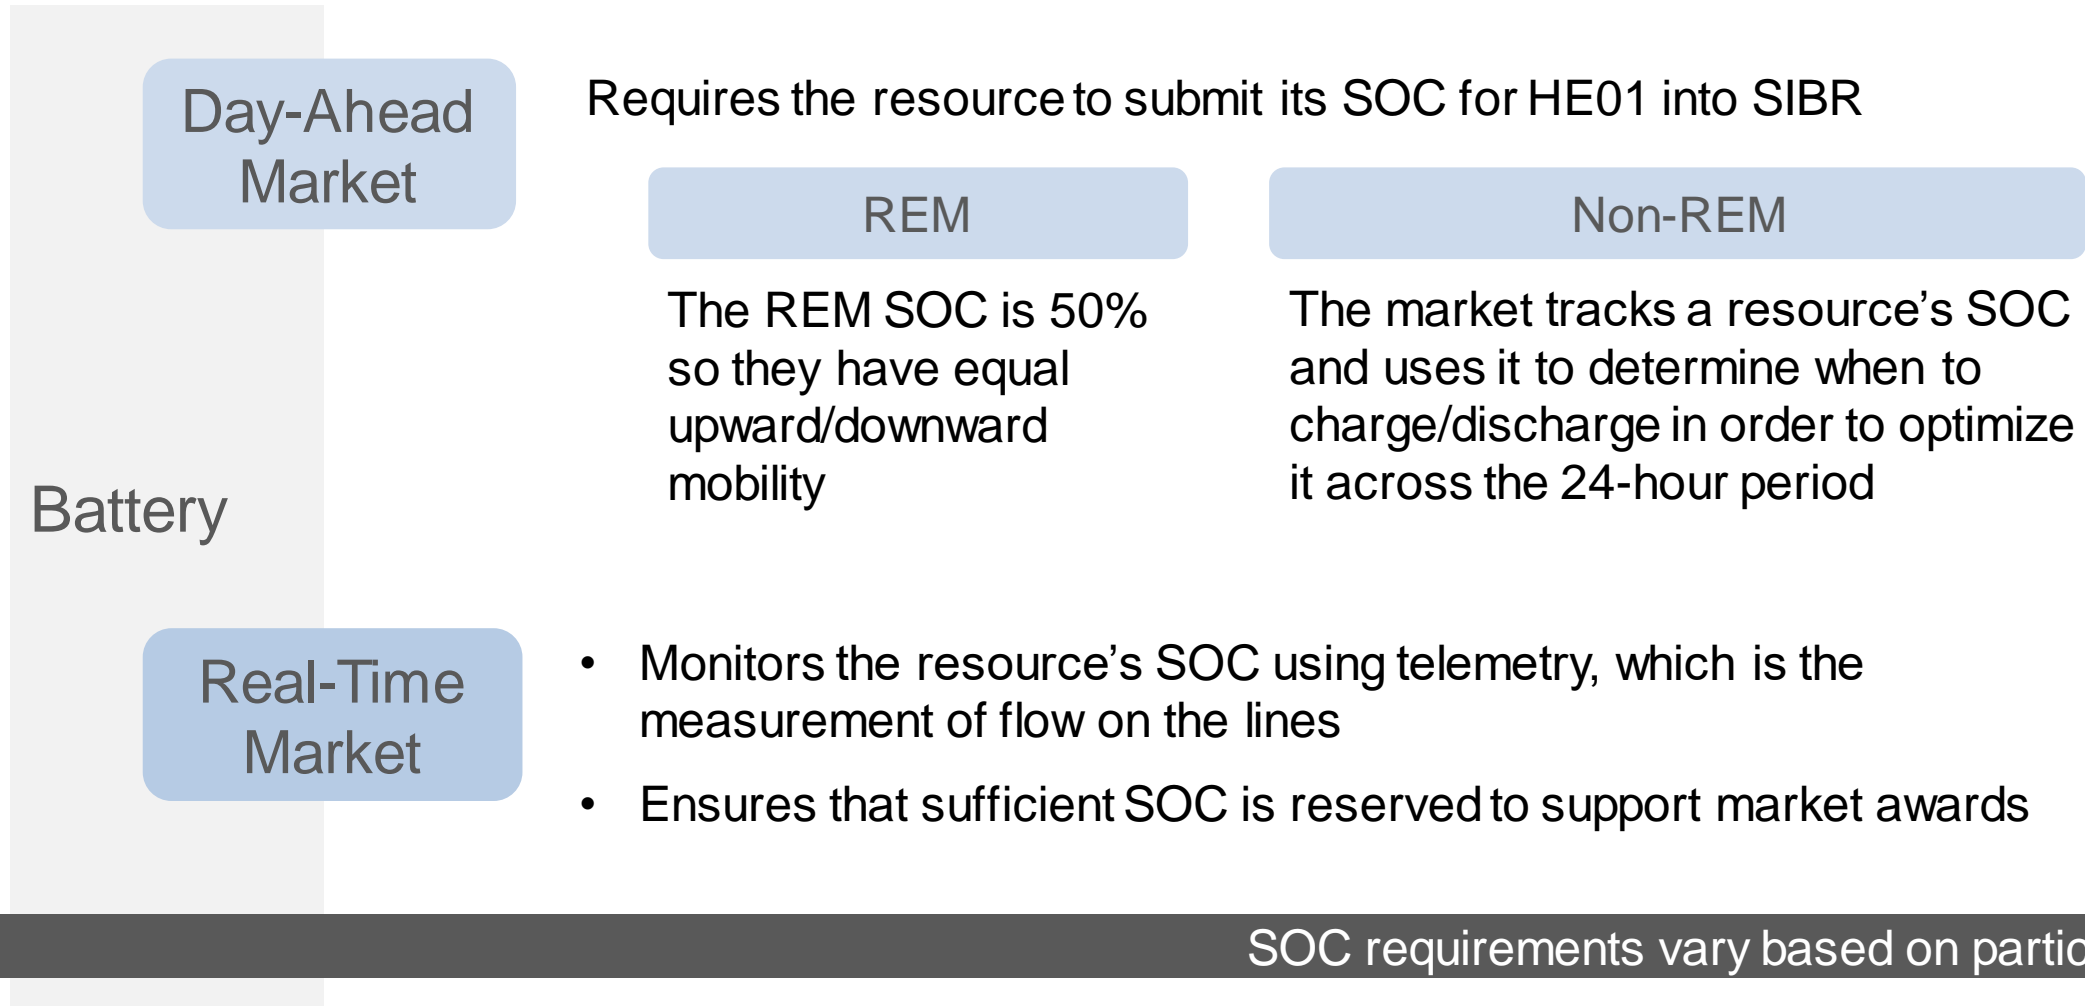 Day-Ahead
Market
Requires the resource to submit its SOC for HE01 into SIBR
REM
Non-REM
The REM SOC is 50%
so they have equal
upward/downward
mobility
The market tracks a resource’s SOC
and uses it to determine when to
charge/discharge in order to optimize
it across the 24-hour period
Battery
Real-Time
Market
• Monitors the resource’s SOC using telemetry, which is the
measurement of flow on the lines
• Ensures that sufficient SOC is reserved to support market awards
SOC requirements vary based on